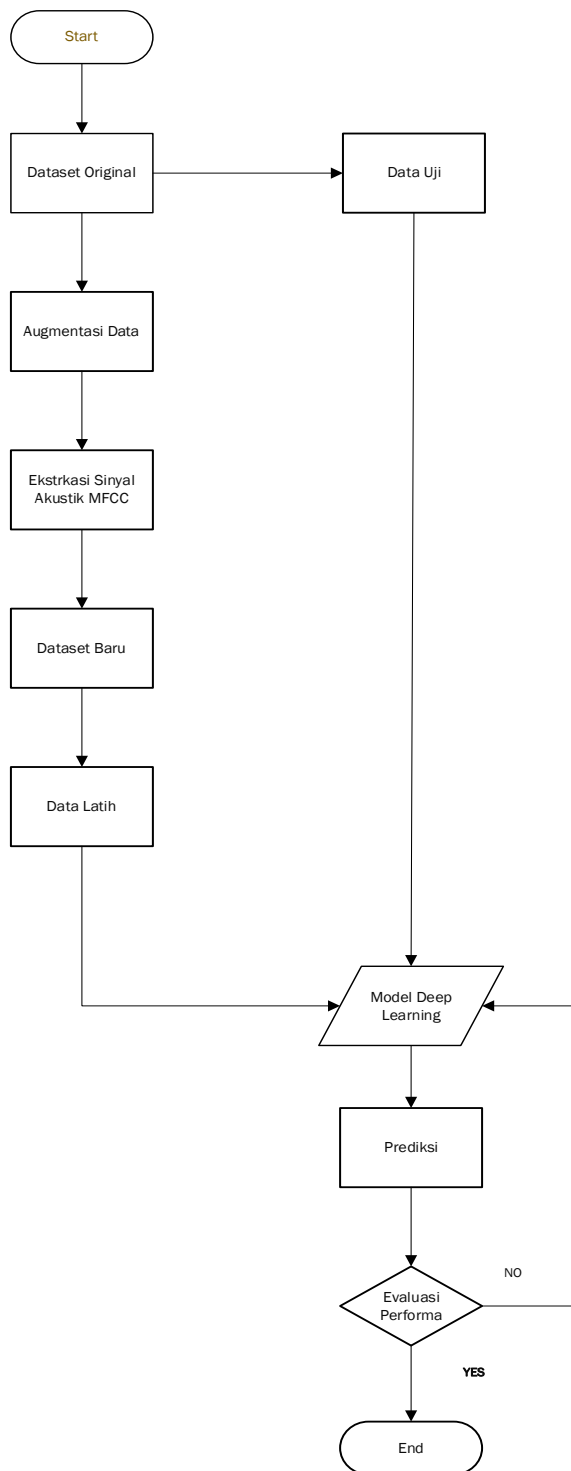 Start
Dataset Original
Data Uji
Augmentasi Data
Ekstrkasi Sinyal
Akustik MFCC
Dataset Baru
Data Latih
Model Deep
Learning
Prediksi
Evaluasi
Performa
NO
YES
End